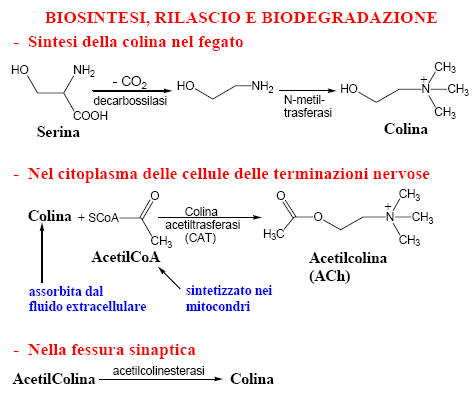 BIOSINTESI, RILASCIO E BIODEGRADAZIONE
- Sintesi della colina nel fegato
HO
NH2
COOH
Serina
- CO2
decarbossilasi
HO
NH2
N-metil-
trasferasi
HO
N+
CH3
CH3
CH3
Colina
- Nel citoplasma delle cellule delle terminazioni nervose
Colina + SCoA
O
CH3
AcetilCoA
Colina
acetiltrasferasi
(CAT)
O
H3C
O
N+
CH3
CH3
CH3
Acetilcolina
(ACh)
assorbita dal
fluido extracellulare
sintetizzato nei
mitocondri
- Nella fessura sinaptica
AcetilColina
acetilcolinesterasi
Colina